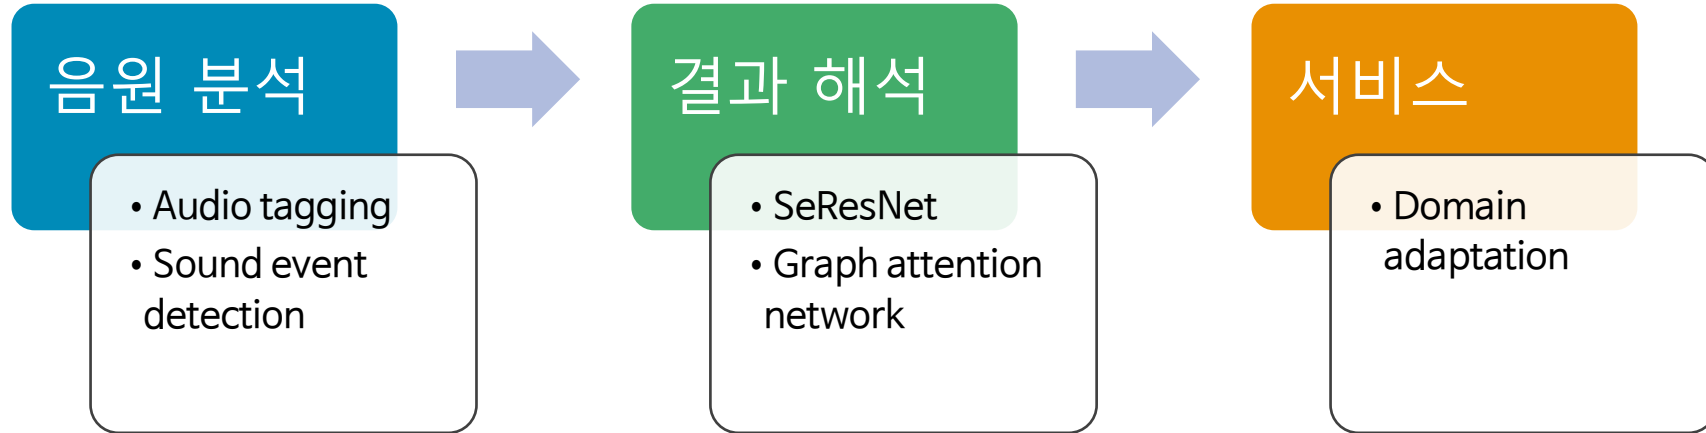 음원 분석
• Audio tagging
• Sound event
detection
결과 해석
• SeResNet
• Graph attention
network
서비스
• Domain
adaptation